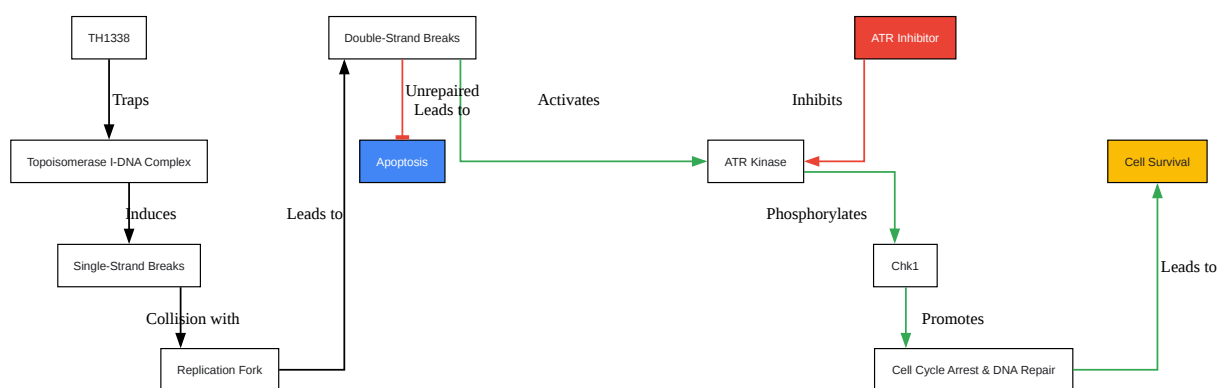 TH1338
Double-Strand Breaks
ATR Inhibitor
Traps
Unrepaired
Leads to
Activates
Inhibits
Topoisomerase I-DNA Complex
Apoptosis
ATR Kinase
Cell Survival
Induces
Leads to
Phosphorylates
Single-Strand Breaks
Chk1
Leads to
Collision with
Promotes
Replication Fork
Cell Cycle Arrest & DNA Repair